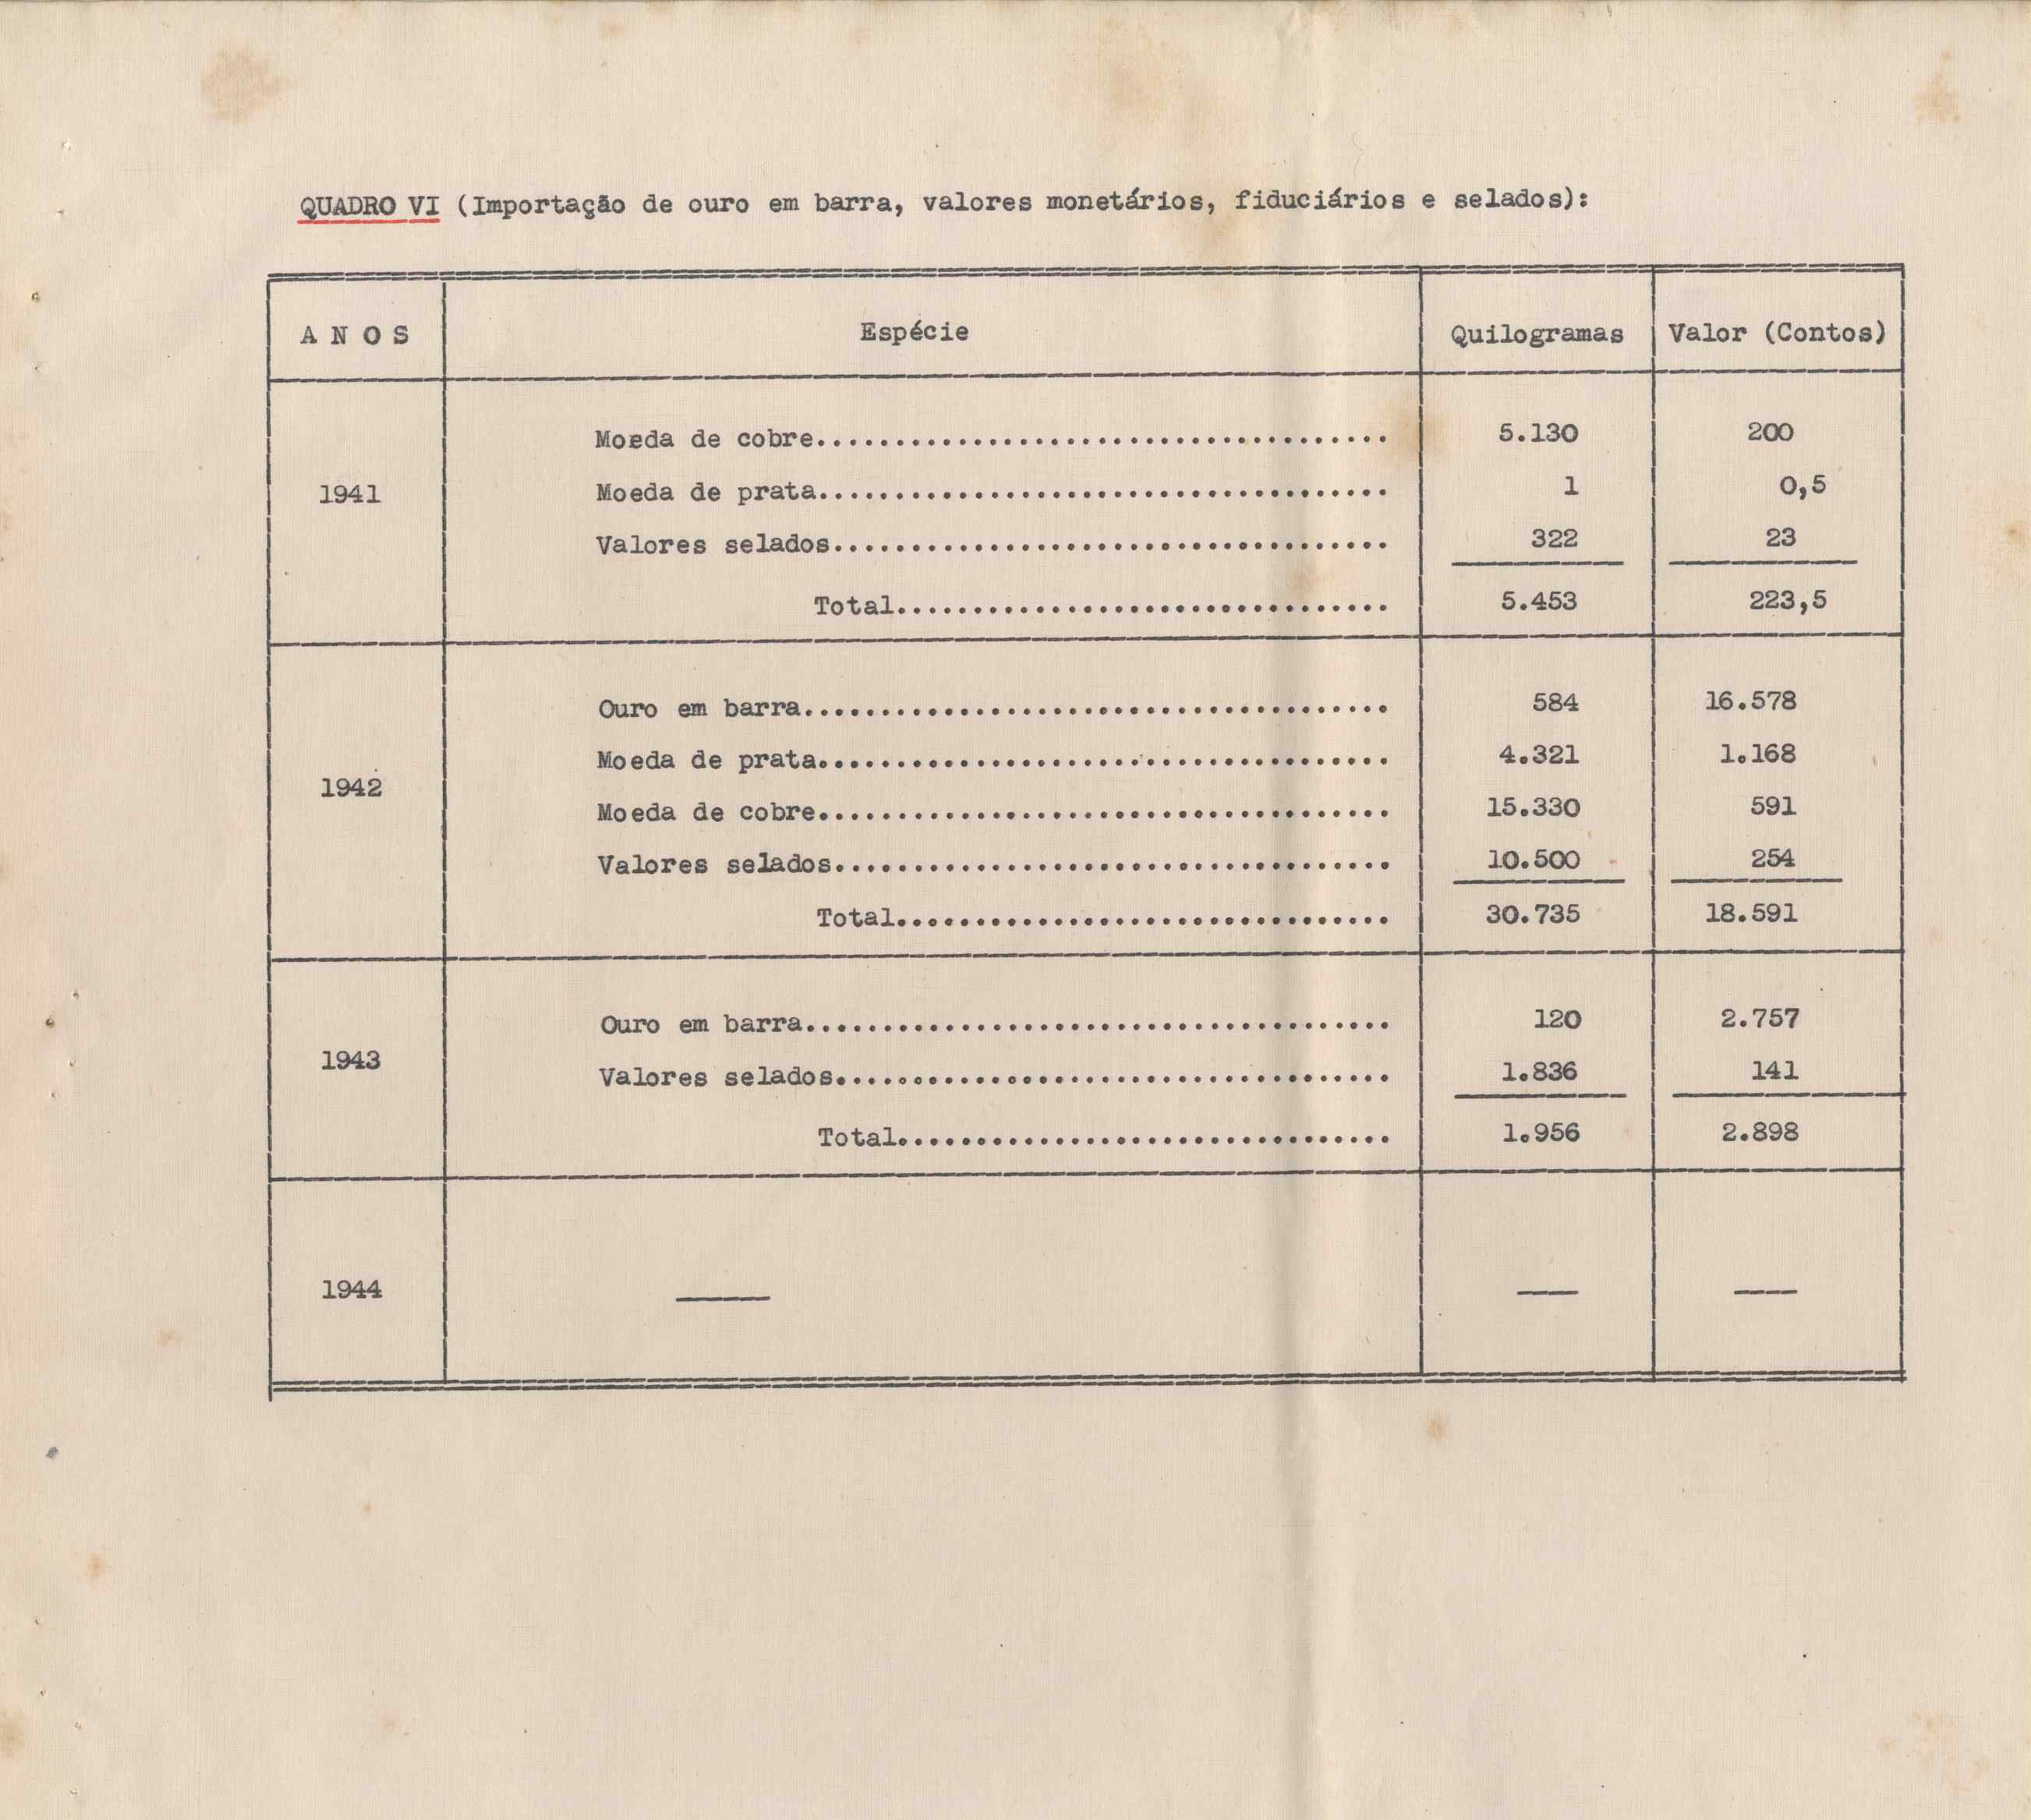 QUADRO VI (Importação de ouro em barra, valores monetários, fiduciários e selados):
A N O S Espécie Quilogramas Valor (Contos)
Moeda de cobre..................................... 5.130 200
1941 Moeda de prata..................................... 1 0,5
Valores selados.................................... 322 23
Total................................ 5.453 223,5
Ouro em barra...................................... 584 16.578
Moeda de prata..................................... 4.321 1.168
1942
Moeda de cobre..................................... 15.330 591
Valores selados.................................... 10.500 254
Total................................ 30.735 18.591
Ouro em barra...................................... 120 2.757
1943
Valores selados.................................... 1.836 141
Total................................ 1.956 2.898
1944 —— —— ——